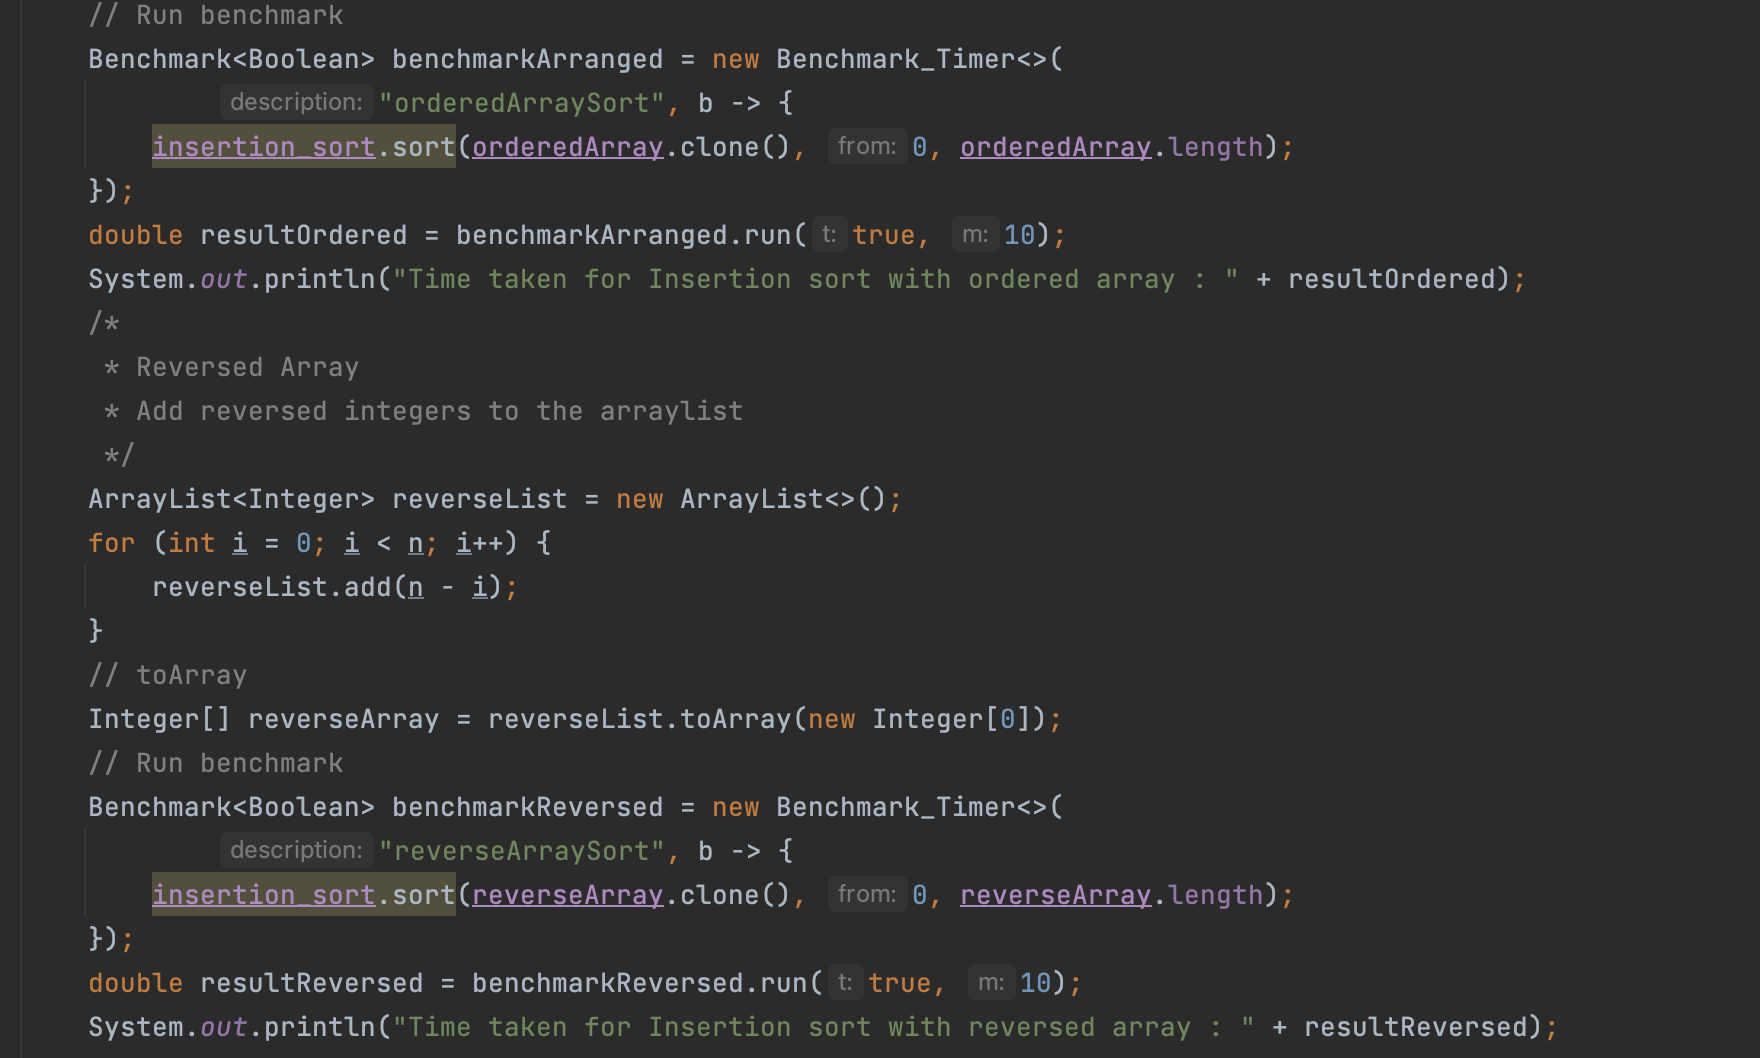 // Run benchmark
Benchmark<Boolean> benchmarkArranged = new Benchmark_Timer<>(
description: "orderedArraySort", b -> {
insertion_sort.sort(orderedArray.clone(), from: 0, orderedArray.length);
});
double resultOrdered = benchmarkArranged.run( t: true, m: 10);
System.out.println("Time taken for Insertion sort with ordered array : " + resultOrdered);
/*
* Reversed Array
* Add reversed integers to the arraylist
*/
ArrayList<Integer> reverseList = new ArrayList<>();
for (int i = 0; i < n; i++) {
reverseList.add(n - i);
}
// toArray
Integer[] reverseArray = reverseList.toArray(new Integer[0]);
// Run benchmark
Benchmark<Boolean> benchmarkReversed = new Benchmark_Timer<>(
description: "reverseArraySort", b -> {
insertion_sort.sort(reverseArray.clone(), from: 0, reverseArray.length);
});
double resultReversed = benchmarkReversed.run( t: true, m: 10);
System.out.println("Time taken for Insertion sort with reversed array : " + resultReversed);